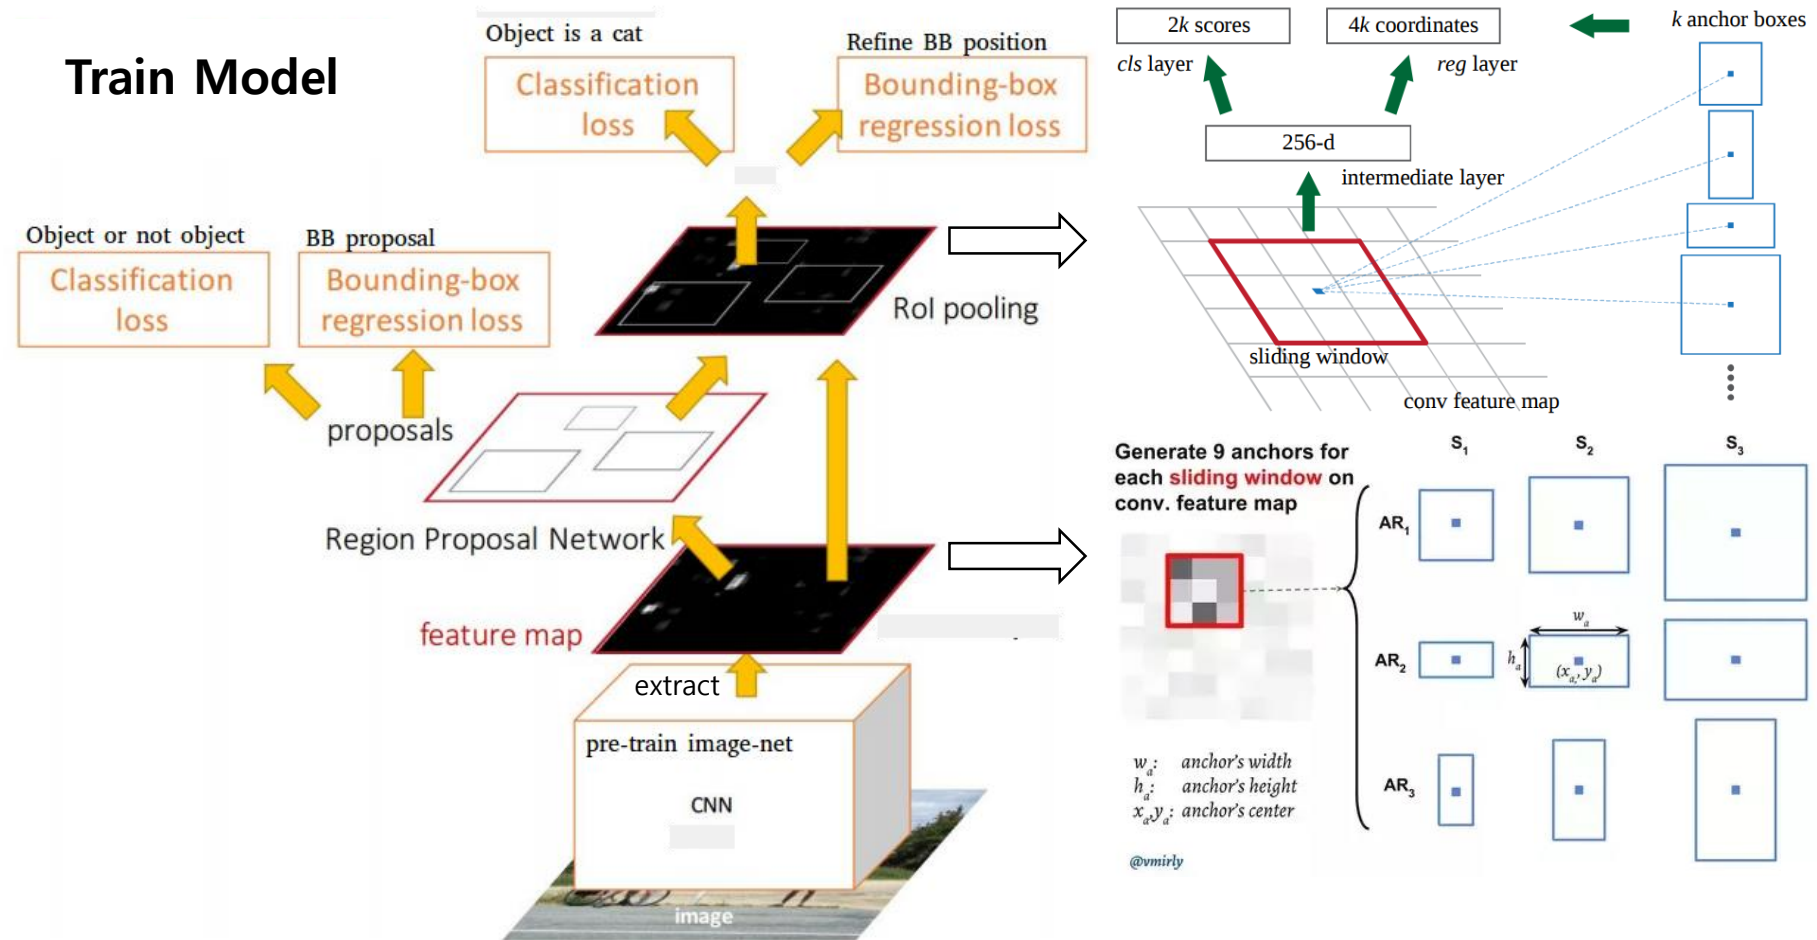 Train Model
Object is a cat
Classification
loss
Refine BB position
Bounding-box
regression loss
Object or not object
Classification
loss
BB proposal
Bounding-box
regression loss
RoI pooling
proposals
Region Proposal Network
feature map
extract
pre-train image-net
CNN
image
2k scores
4k coordinates
k anchor boxes
cls layer
reg layer
256-d
intermediate layer
sliding window
conv feature map
Generate 9 anchors for
each sliding window on
conv. feature map
S1
S2
S3
AR1
AR2
AR3
wa
ha
(xa, ya)
wa: anchor's width
ha: anchor's height
xa,ya: anchor's center
@vmirly